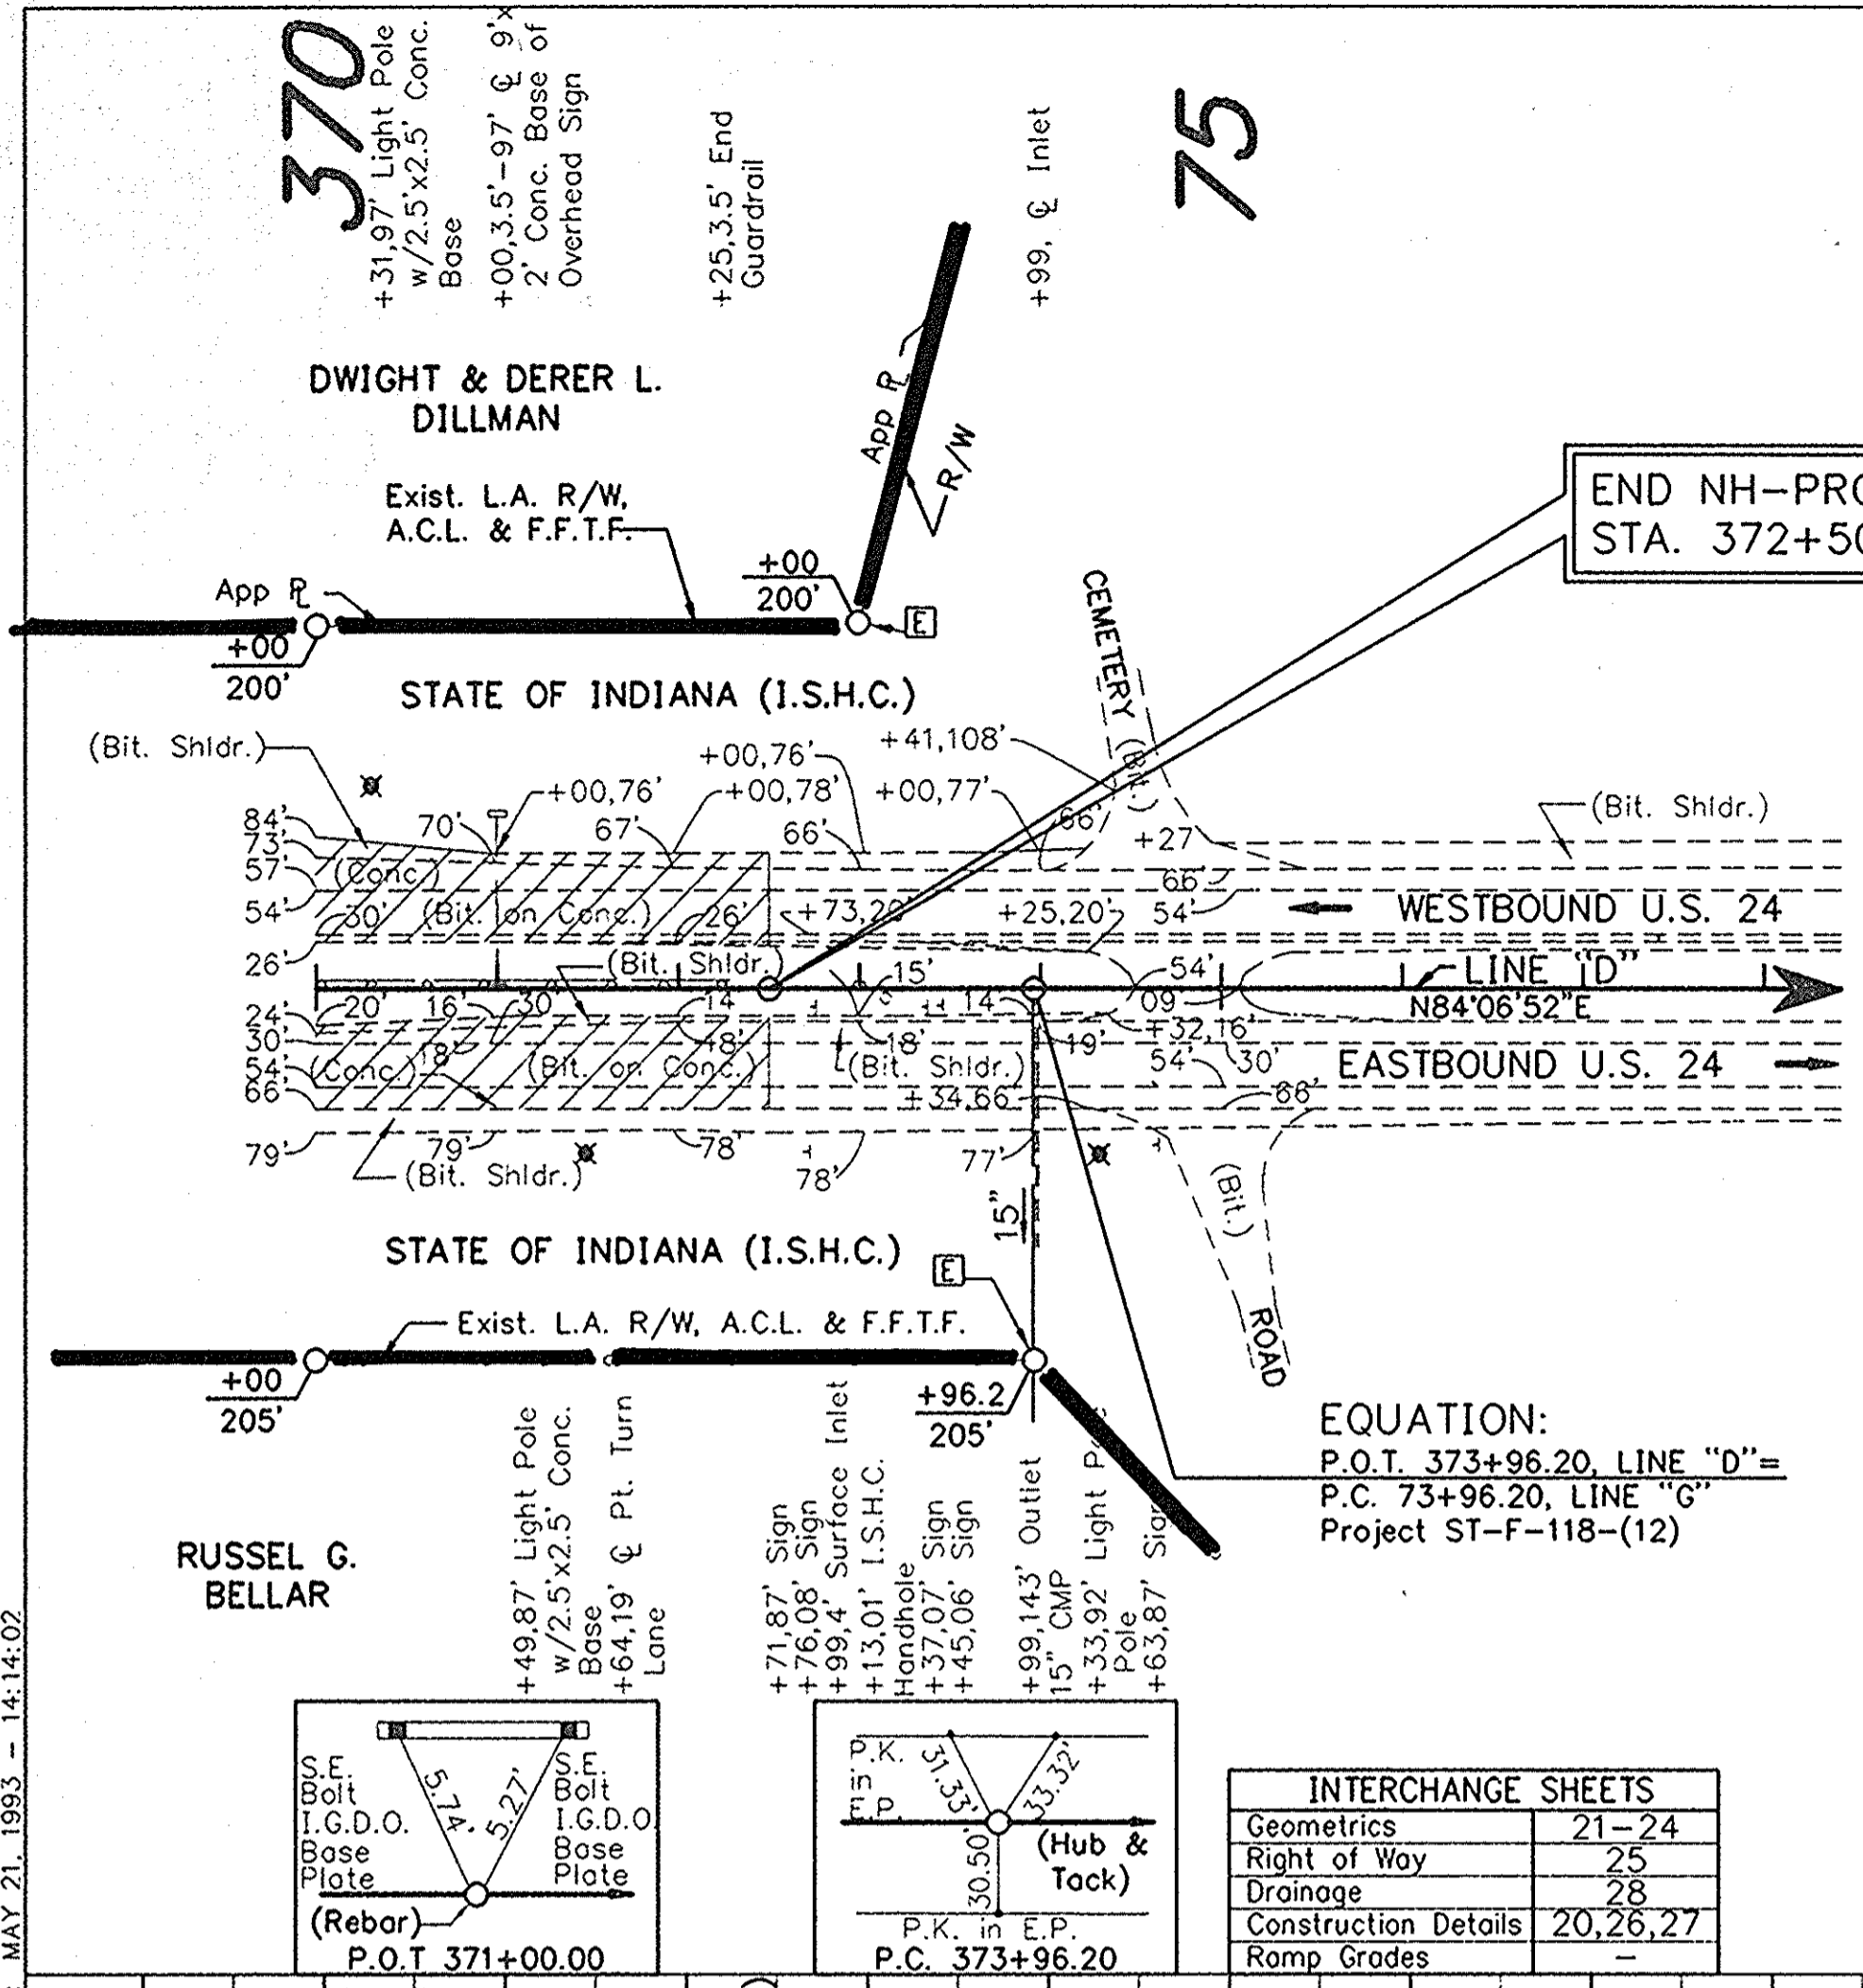 370
+31,97' Light Pole
w/2.5'x2.5' Conc.
Base
+00,3.5'-97' ℄ 9'x
2' Conc. Base of
Overhead Sign
+25,3.5' End
Guardrail
+99, ℄ Inlet
75
DWIGHT & DERER L.
DILLMAN
App ℞
R/W
Exist. L.A. R/W,
A.C.L. & F.F.T.F.
END NH-PRO
STA. 372+50
App ℞
+00
200'
+00
200'
E
CEMETERY
(Bit.)
STATE OF INDIANA (I.S.H.C.)
(Bit. Shldr.)
+00,76'
+41,108'
+00,76'
+00,78'
+00,77'
(Bit. Shldr.)
84'
70'
67'
66'
66'
+27
73'
57'
(Conc.)
66'
54'
30'
(Bit. on Conc.)
26'
+73,20'
+25,20'
54'
WESTBOUND U.S. 24
26'
(Bit. Shldr.)
15'
54'
LINE "D"
24'
20'
16'
30'
14'
14
09
N84°06'52"E
30'
18'
48'
18'
19'
+32,16'
54'
(Conc.)
(Bit. on Conc.)
(Bit. Shldr.)
54'
30'
EASTBOUND U.S. 24
66'
+34,66'
66'
79'
79'
78'
78'
77'
(Bit. Shldr.)
15"
(Bit.)
ROAD
STATE OF INDIANA (I.S.H.C.)
E
Exist. L.A. R/W, A.C.L. & F.F.T.F.
+00
205'
+96.2
205'
EQUATION:
P.O.T. 373+96.20, LINE "D"=
P.C. 73+96.20, LINE "G"
Project ST-F-118-(12)
RUSSEL G.
BELLAR
+49,87' Light Pole
w/2.5'x2.5' Conc.
Base
+64,19' ℄ Pt. Turn
Lane
+71,87' Sign
+76,08' Sign
+99,4' Surface Inlet
+13,01' I.S.H.C.
Handhole
+37,07' Sign
+45,06' Sign
+99,143' Outlet
15" CMP
+33,92' Light
Pole
+63,87' Sign
MAY 21, 1993 - 14:14:02
S.E.
Bolt
I.G.D.O.
Base
Plate
5.74'
5.27'
S.E.
Bolt
I.G.D.O.
Base
Plate
(Rebar)
P.O.T 371+00.00
P.K.
in
E.P.
31.33'
33.32'
30.50'
(Hub &
Tack)
P.K. in E.P.
P.C. 373+96.20
INTERCHANGE SHEETS
Geometrics 21-24
Right of Way 25
Drainage 28
Construction Details 20,26,27
Ramp Grades -